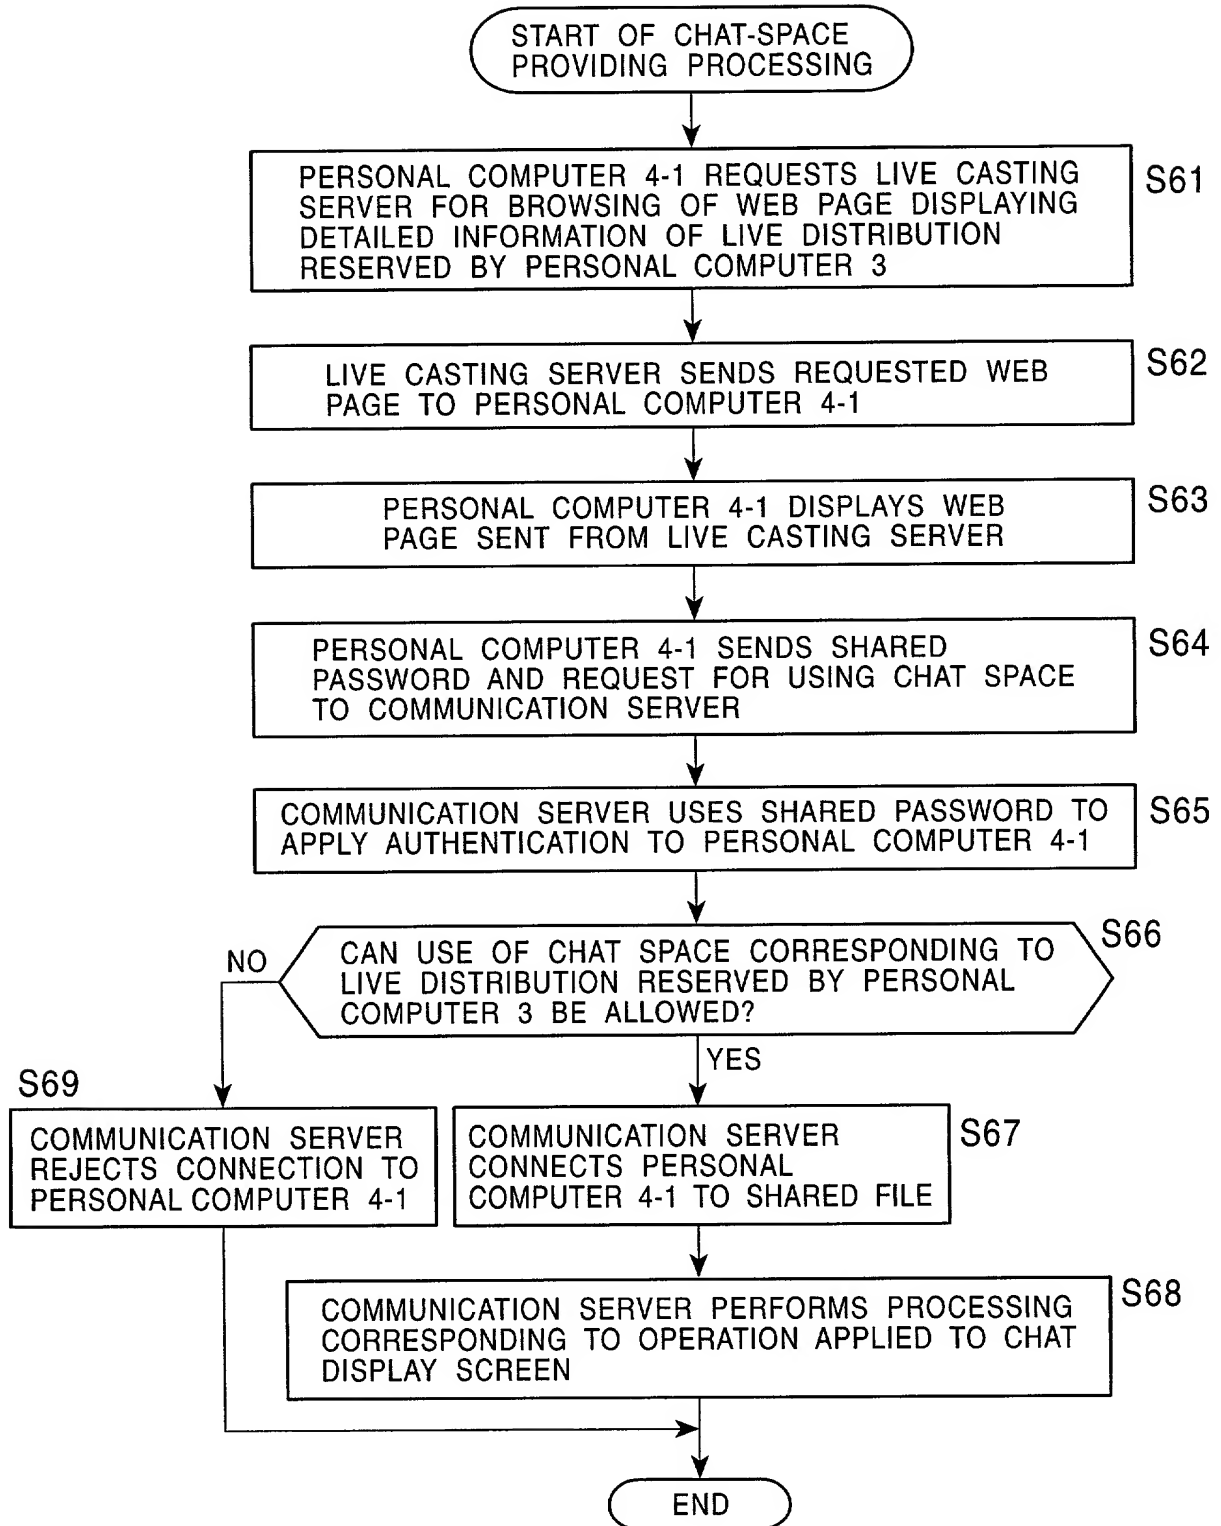 START OF CHAT-SPACE
PROVIDING PROCESSING
PERSONAL COMPUTER 4-1 REQUESTS LIVE CASTING
SERVER FOR BROWSING OF WEB PAGE DISPLAYING
DETAILED INFORMATION OF LIVE DISTRIBUTION
RESERVED BY PERSONAL COMPUTER 3
S61
LIVE CASTING SERVER SENDS REQUESTED WEB
PAGE TO PERSONAL COMPUTER 4-1
S62
PERSONAL COMPUTER 4-1 DISPLAYS WEB
PAGE SENT FROM LIVE CASTING SERVER
S63
PERSONAL COMPUTER 4-1 SENDS SHARED
PASSWORD AND REQUEST FOR USING CHAT SPACE
TO COMMUNICATION SERVER
S64
COMMUNICATION SERVER USES SHARED PASSWORD TO
APPLY AUTHENTICATION TO PERSONAL COMPUTER 4-1
S65
CAN USE OF CHAT SPACE CORRESPONDING TO
LIVE DISTRIBUTION RESERVED BY PERSONAL
COMPUTER 3 BE ALLOWED?
S66
NO
YES
S69
COMMUNICATION SERVER
REJECTS CONNECTION TO
PERSONAL COMPUTER 4-1
COMMUNICATION SERVER
CONNECTS PERSONAL
COMPUTER 4-1 TO SHARED FILE
S67
COMMUNICATION SERVER PERFORMS PROCESSING
CORRESPONDING TO OPERATION APPLIED TO CHAT
DISPLAY SCREEN
S68
END